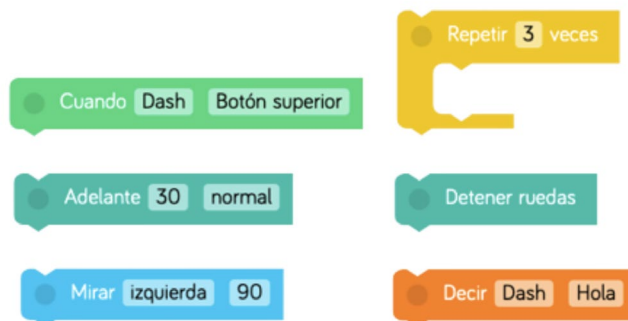 Repetir 3 veces
Cuando Dash Botón superior
Adelante 30 normal
Detener ruedas
Mirar izquierda 90
Decir Dash Hola